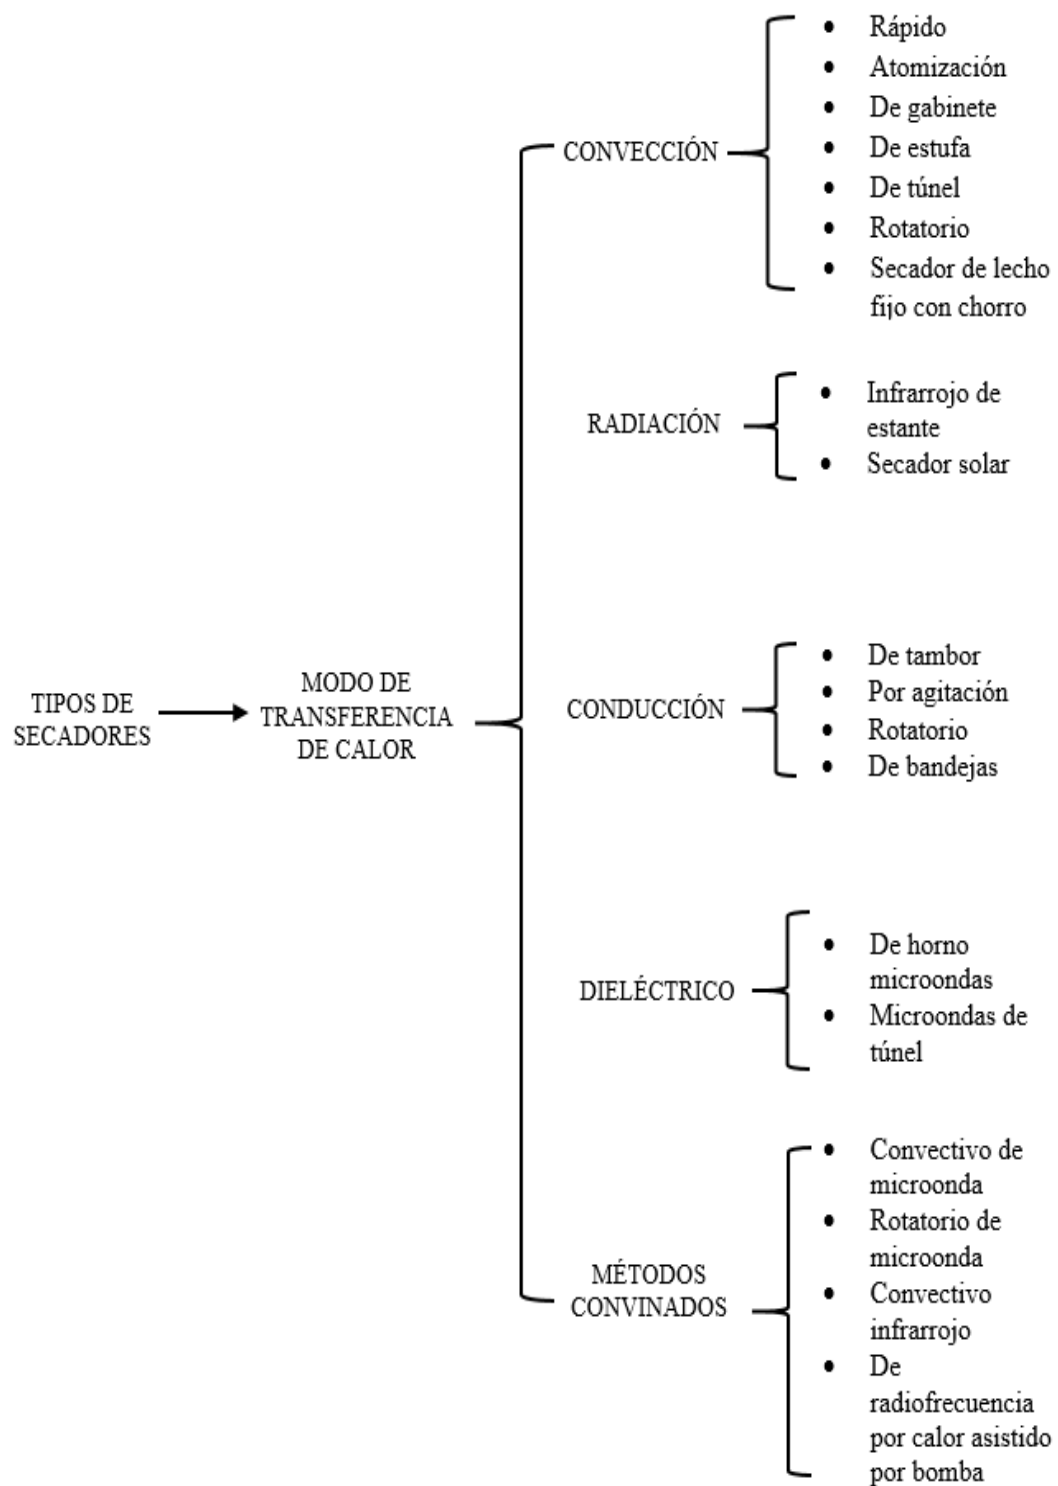 TIPOS DE
SECADORES
MODO DE
TRANSFERENCIA
DE CALOR
CONVECCIÓN
• Rápido
• Atomización
• De gabinete
• De estufa
• De túnel
• Rotatorio
• Secador de lecho
fijo con chorro
RADIACIÓN
• Infrarrojo de
estante
• Secador solar
CONDUCCIÓN
• De tambor
• Por agitación
• Rotatorio
• De bandejas
DIELÉCTRICO
• De horno
microondas
• Microondas de
túnel
MÉTODOS
CONVINADOS
• Convectivo de
microonda
• Rotatorio de
microonda
• Convectivo
infrarrojo
• De
radiofrecuencia
por calor asistido
por bomba